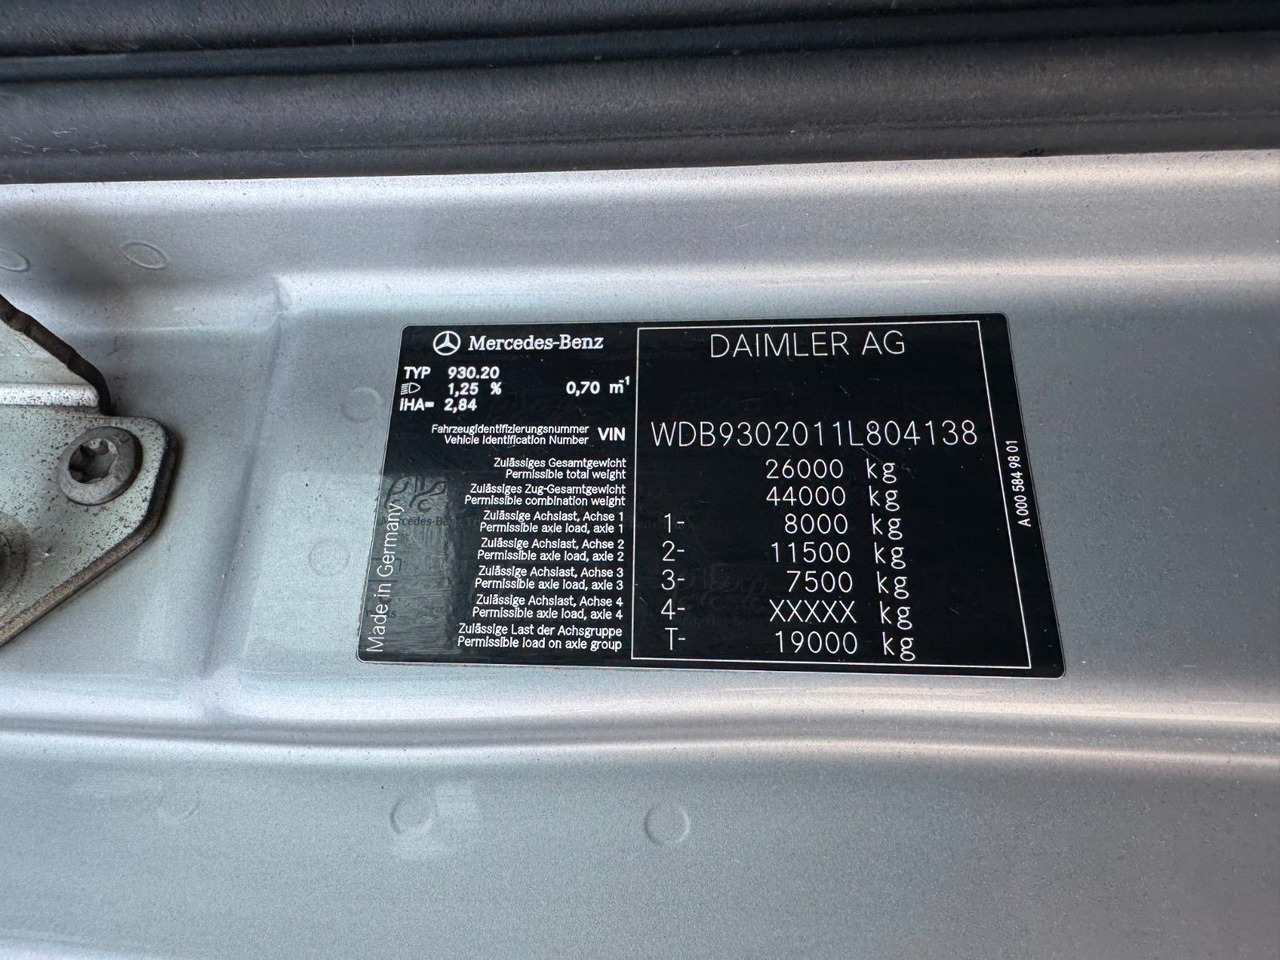 Mercedes-Benz
TYP 930.20
1,25 % 0,70 m-1
iHA= 2,84
DAIMLER AG
Fahrzeugidentifizierungsnummer
Vehicle Identification Number VIN WDB9302011L804138
Zulässiges Gesamtgewicht
Permissible total weight 26000 kg
Zulässiges Zug-Gesamtgewicht
Permissible combination weight 44000 kg
Zulässige Achslast, Achse 1
Permissible axle load, axle 1 1- 8000 kg
Zulässige Achslast, Achse 2
Permissible axle load, axle 2 2- 11500 kg
Zulässige Achslast, Achse 3
Permissible axle load, axle 3 3- 7500 kg
Zulässige Achslast, Achse 4
Permissible axle load, axle 4 4- XXXXX kg
Zulässige Last der Achsgruppe
Permissible load on axle group T- 19000 kg
Made in Germany
A 000 584 98 01